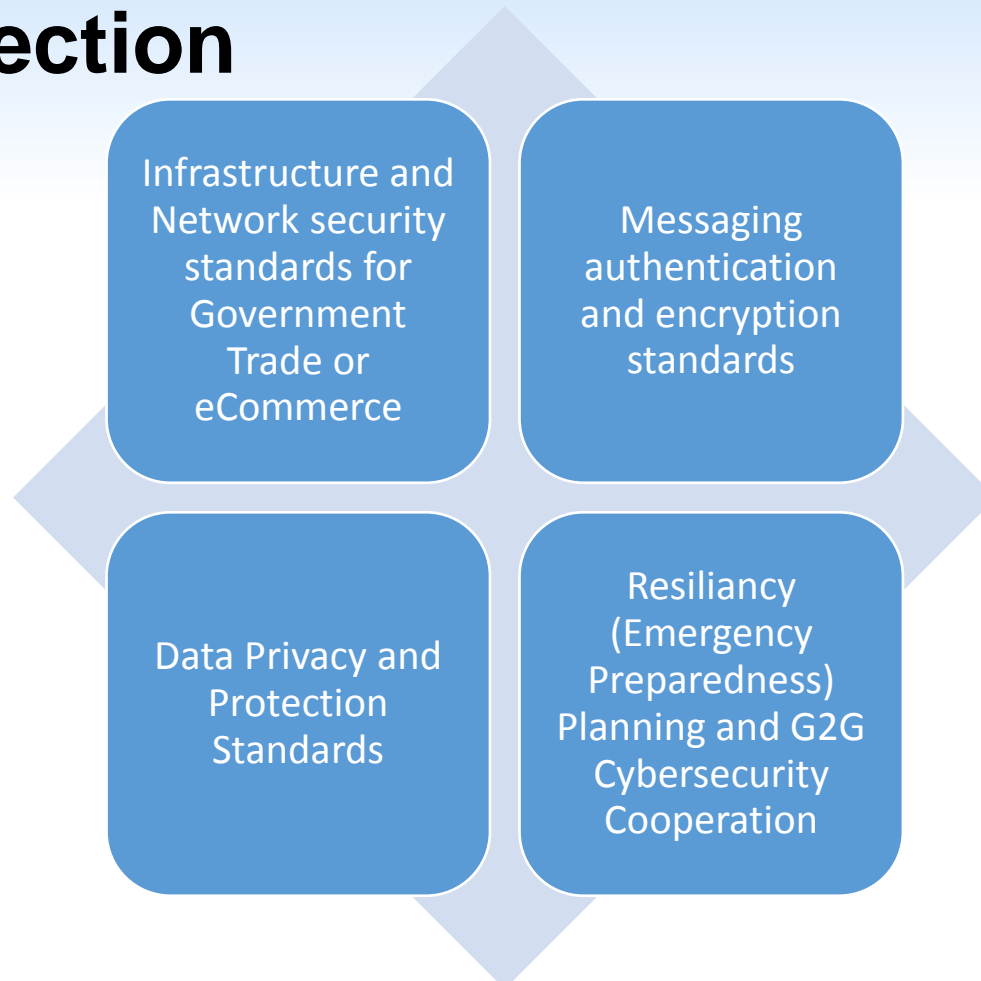 ection
Infrastructure and
Network security
standards for
Government
Trade or
eCommerce
Messaging
authentication
and encryption
standards
Data Privacy and
Protection
Standards
Resiliancy
(Emergency
Preparedness)
Planning and G2G
Cybersecurity
Cooperation